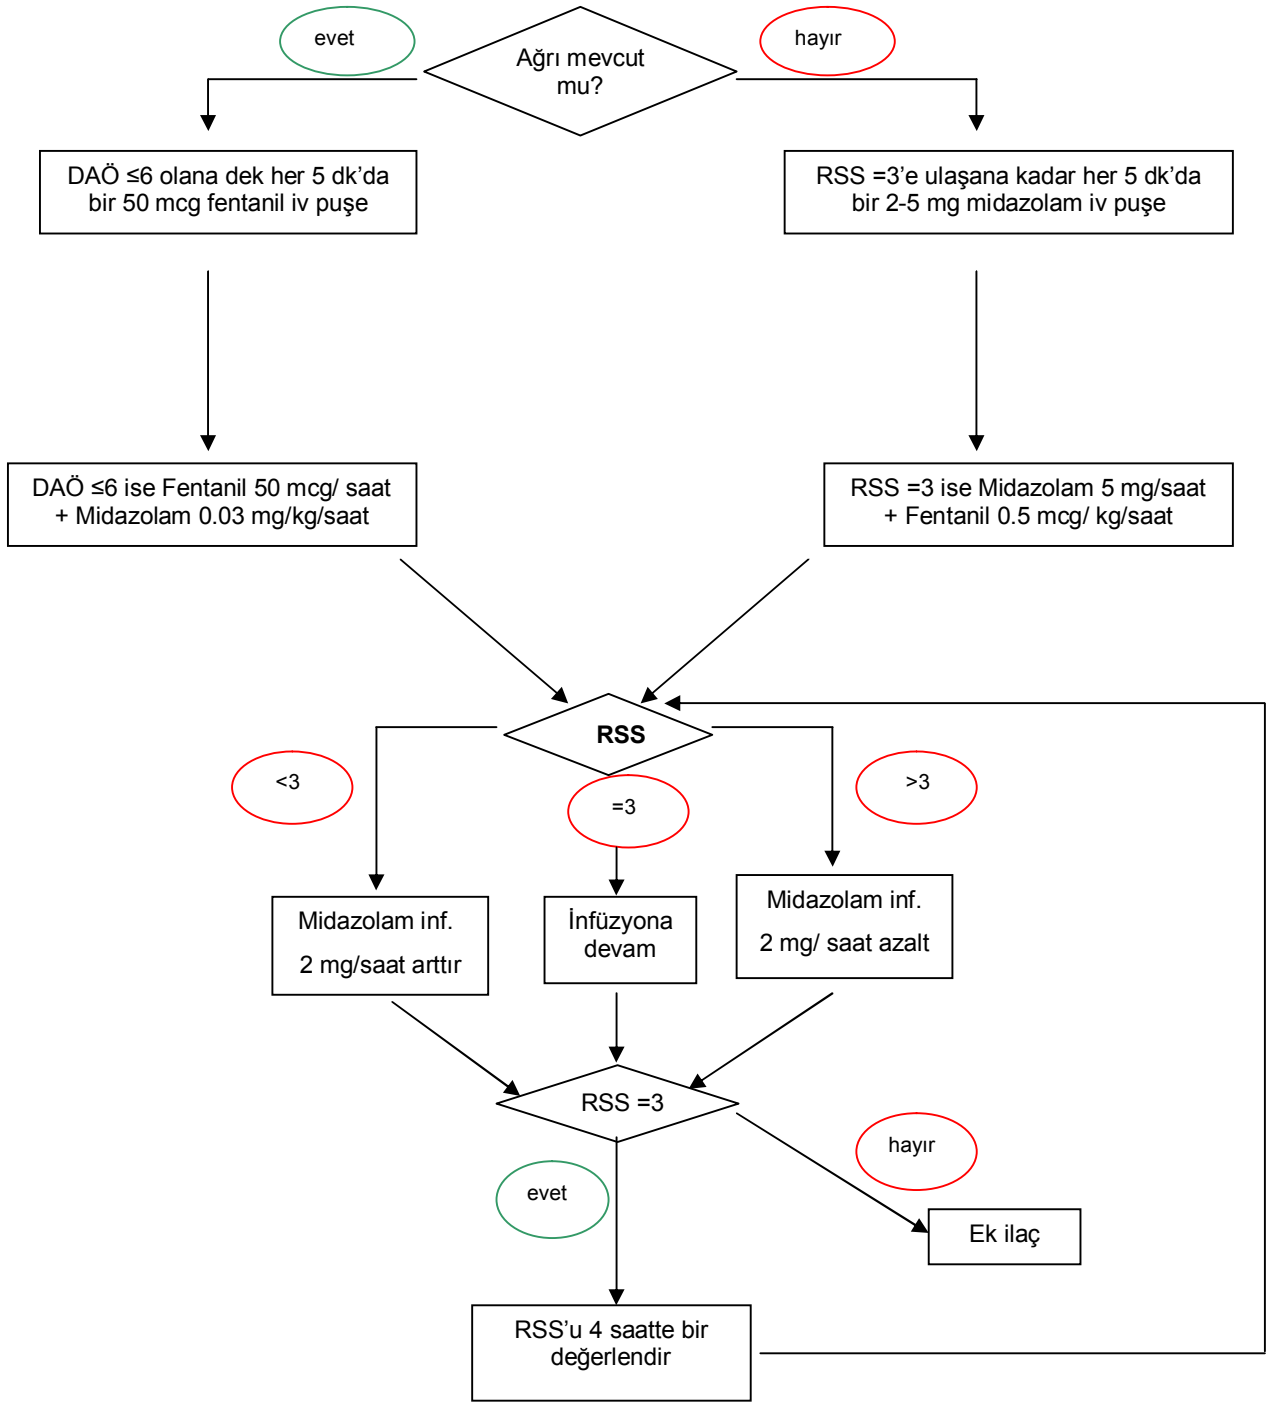 evet
Ağrı mevcut
mu?
hayır
DAÖ ≤6 olana dek her 5 dk’da
bir 50 mcg fentanil iv puşe
RSS =3’e ulaşana kadar her 5 dk’da
bir 2-5 mg midazolam iv puşe
DAÖ ≤6 ise Fentanil 50 mcg/ saat
+ Midazolam 0.03 mg/kg/saat
RSS =3 ise Midazolam 5 mg/saat
+ Fentanil 0.5 mcg/ kg/saat
RSS
<3
=3
>3
Midazolam inf.
2 mg/saat arttır
İnfüzyona
devam
Midazolam inf.
2 mg/ saat azalt
RSS =3
hayır
evet
Ek ilaç
RSS’u 4 saatte bir
değerlendir